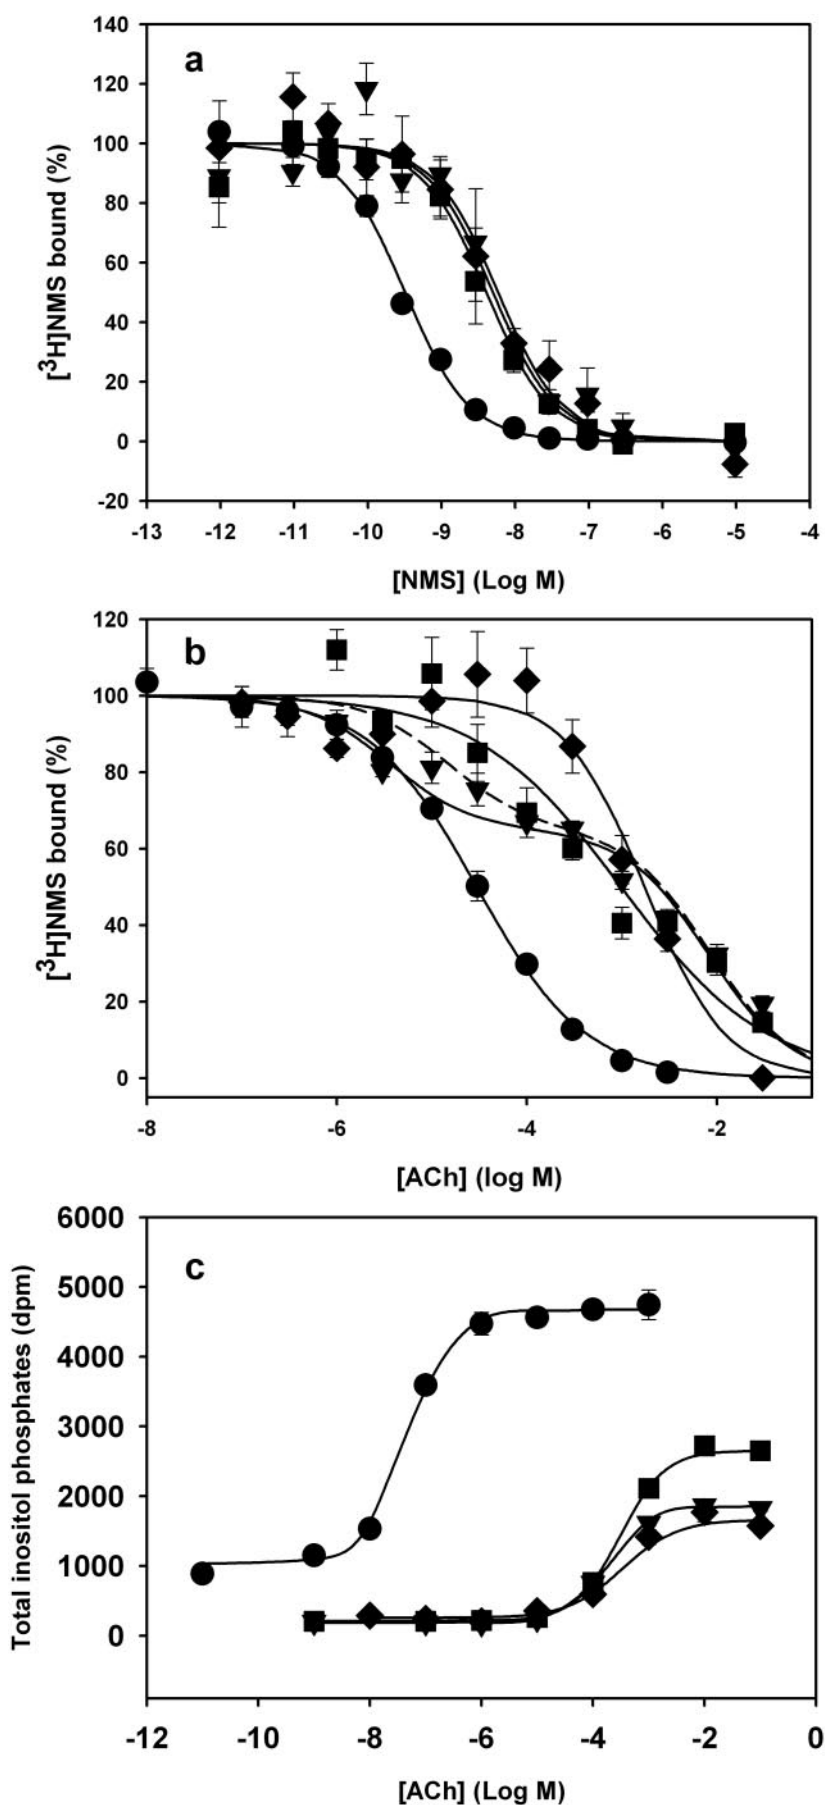 a
140
120
100
80
60
40
20
0
-20
[³H]NMS bound (%)
-13 -12 -11 -10 -9 -8 -7 -6 -5 -4
[NMS] (Log M)
b
120
100
80
60
40
20
0
[³H]NMS bound (%)
-8 -6 -4 -2
[ACh] (log M)
c
6000
5000
4000
3000
2000
1000
0
Total inositol phosphates (dpm)
-12 -10 -8 -6 -4 -2 0
[ACh] (Log M)